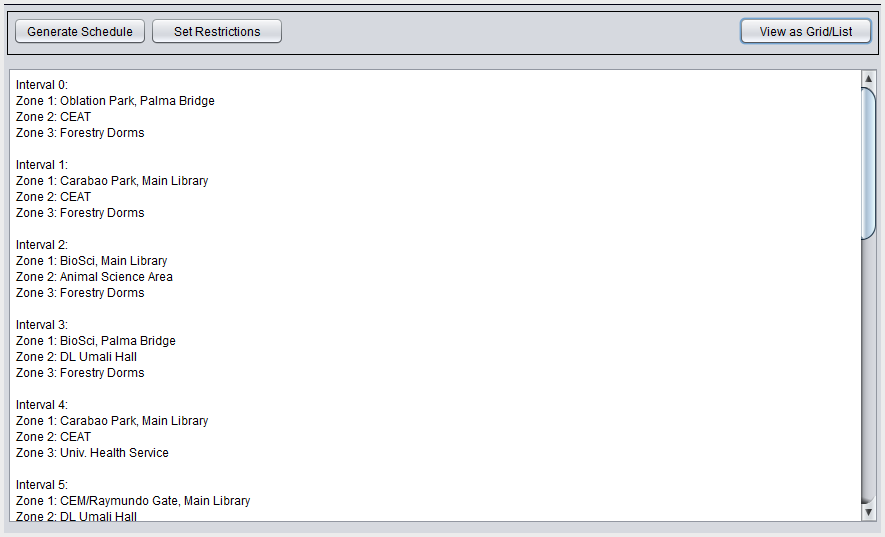 Generate Schedule
Set Restrictions
View as Grid/List
Interval 0:
Zone 1: Oblation Park, Palma Bridge
Zone 2: CEAT
Zone 3: Forestry Dorms
Interval 1:
Zone 1: Carabao Park, Main Library
Zone 2: CEAT
Zone 3: Forestry Dorms
Interval 2:
Zone 1: BioSci, Main Library
Zone 2: Animal Science Area
Zone 3: Forestry Dorms
Interval 3:
Zone 1: BioSci, Palma Bridge
Zone 2: DL Umali Hall
Zone 3: Forestry Dorms
Interval 4:
Zone 1: Carabao Park, Main Library
Zone 2: CEAT
Zone 3: Univ. Health Service
Interval 5:
Zone 1: CEM/Raymundo Gate, Main Library
Zone 2: DL Umali Hall